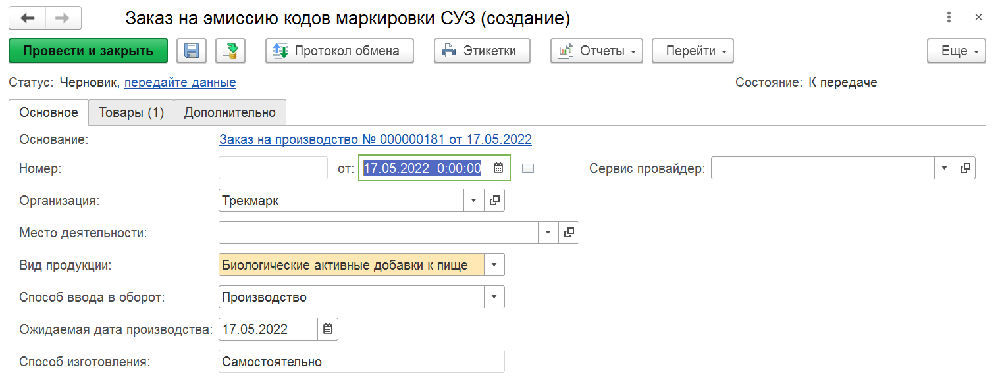 Заказ на эмиссию кодов маркировки СУЗ (создание)
Провести и закрыть Протокол обмена Этикетки Отчеты Перейти Еще
Статус: Черновик, передайте данные Состояние: К передаче
Основное Товары (1) Дополнительно
Основание: Заказ на производство № 000000181 от 17.05.2022
Номер: от: 17.05.2022 0:00:00 Сервис провайдер:
Организация: Трекмарк
Место деятельности:
Вид продукции: Биологические активные добавки к пище
Способ ввода в оборот: Производство
Ожидаемая дата производства: 17.05.2022
Способ изготовления: Самостоятельно